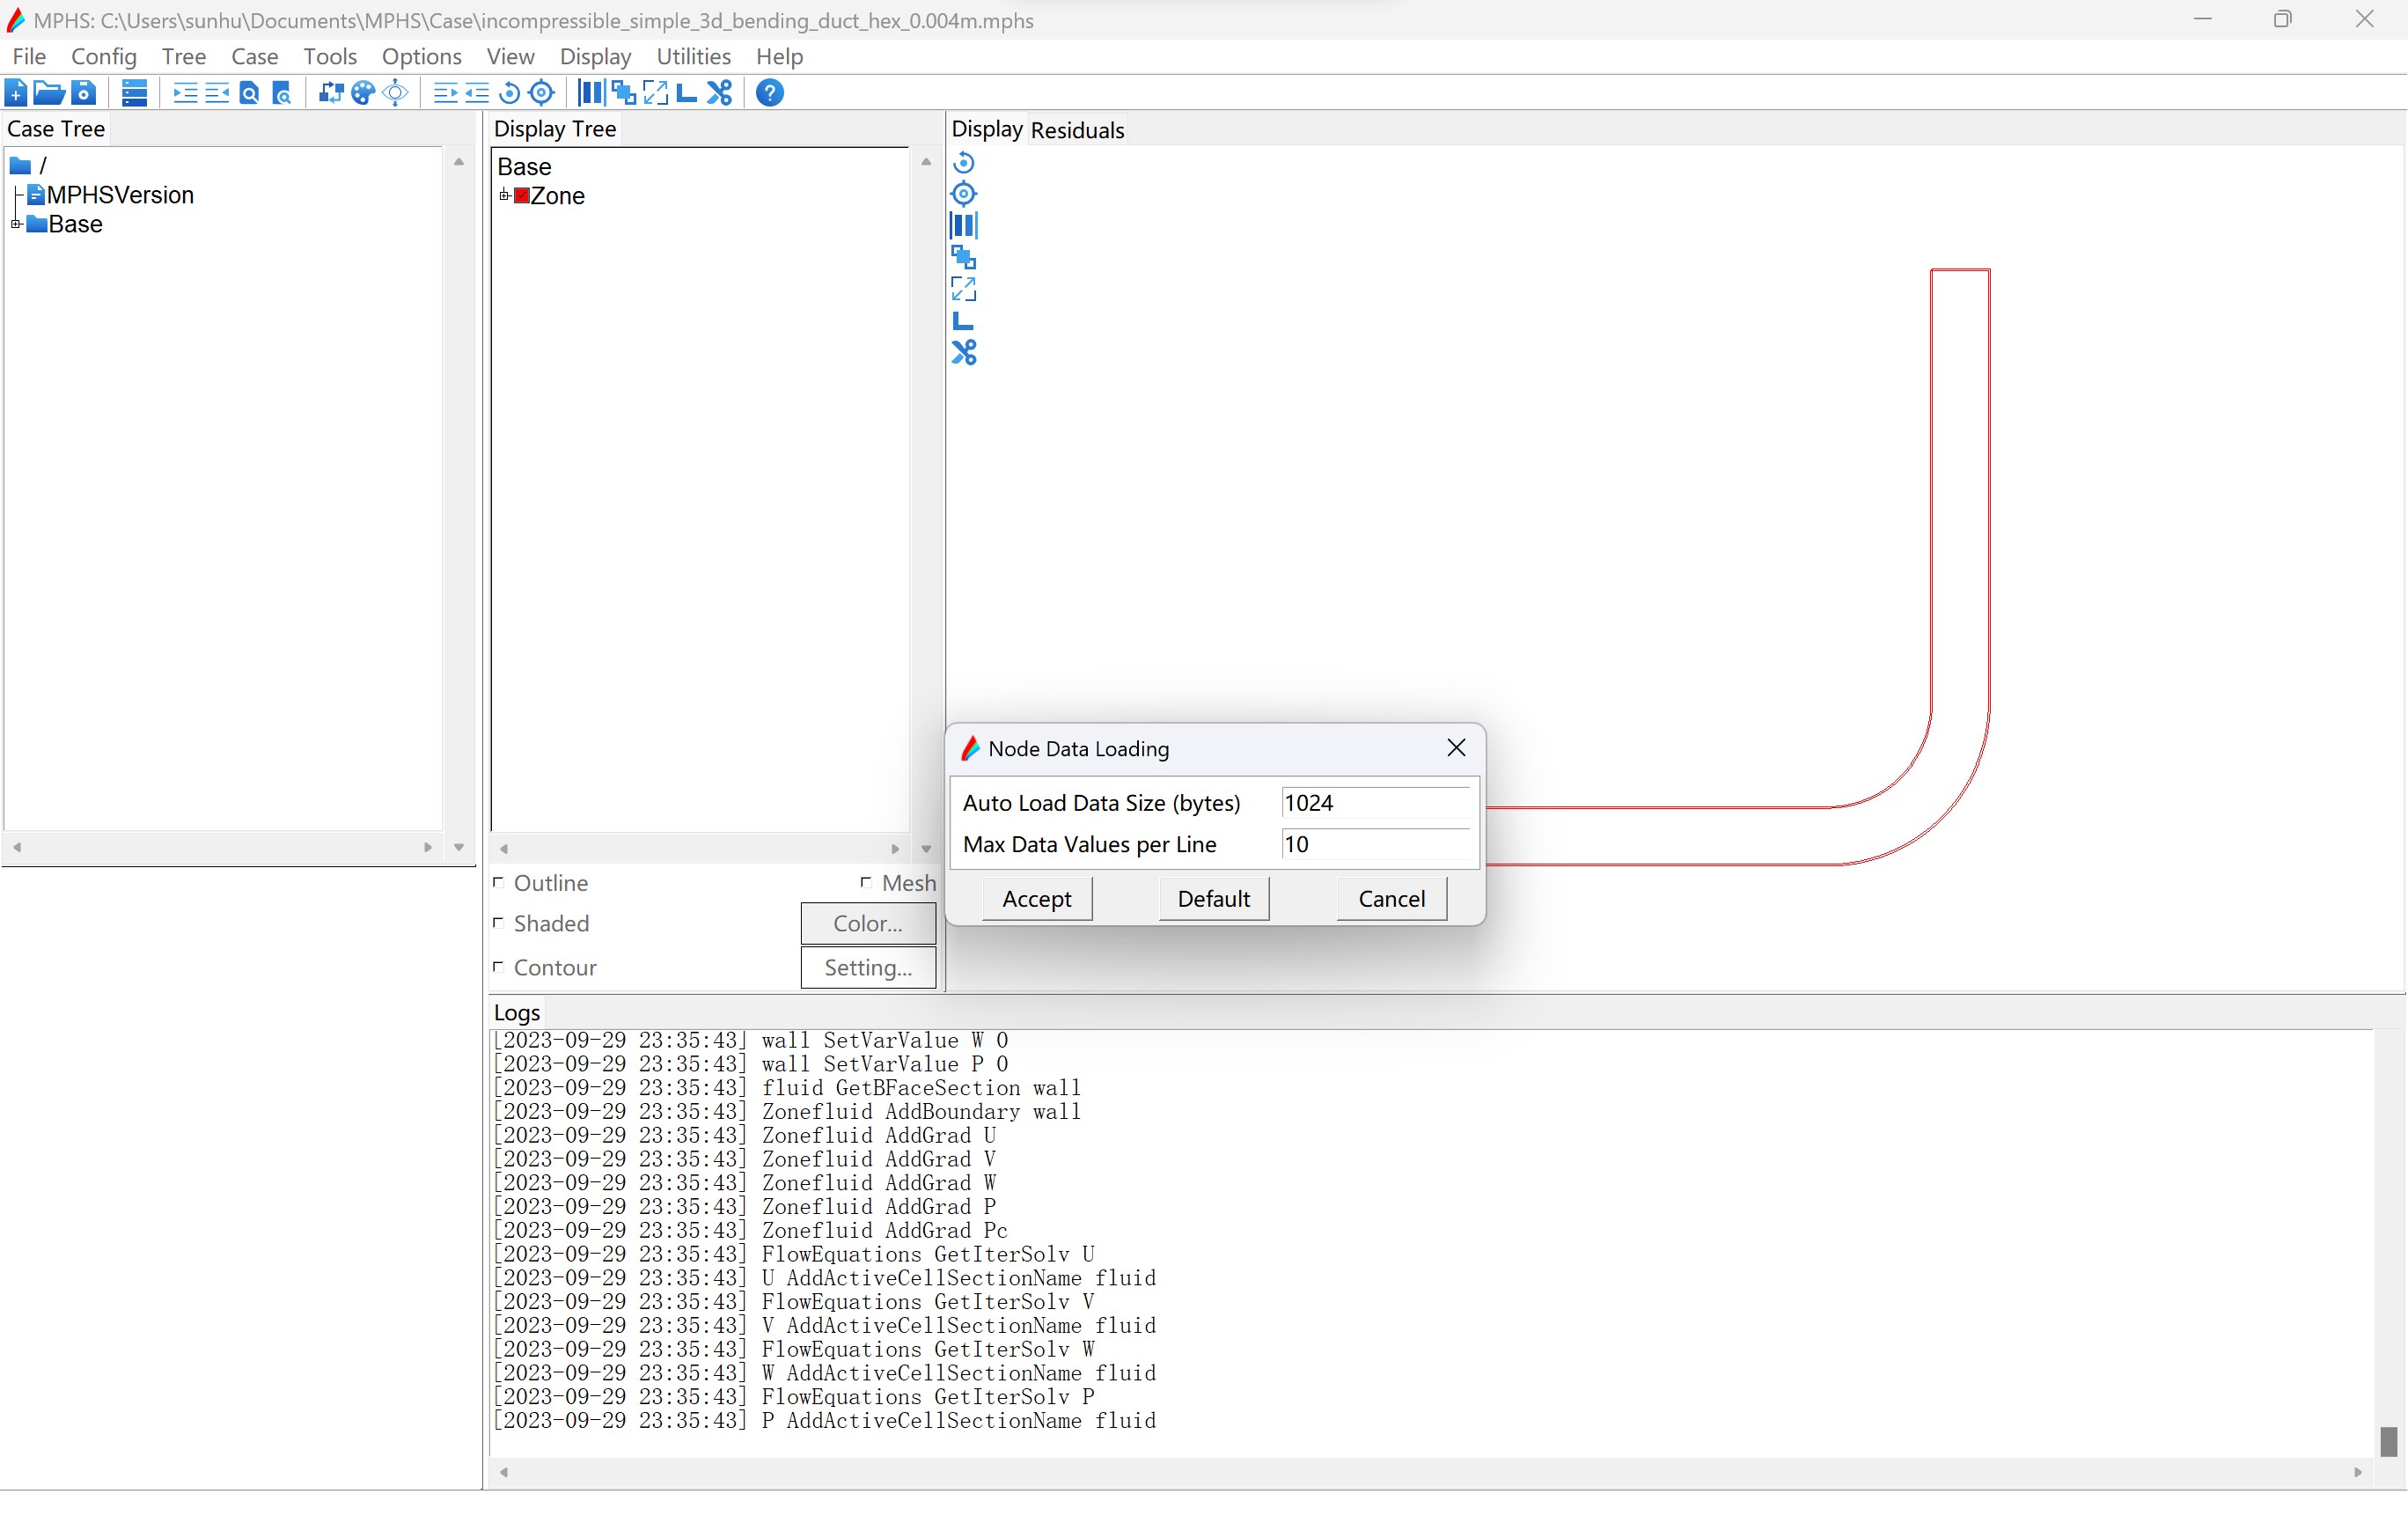 MPHS: C:\Users\sunhu\Documents\MPHS\Case\incompressible_simple_3d_bending_duct_hex_0.004m.mphs
File Config Tree Case Tools Options View Display Utilities Help
Case Tree
/
MPHSVersion
Base
Display Tree
Base
Zone
Outline Mesh
Shaded Color...
Contour Setting...
Display Residuals
Node Data Loading
Auto Load Data Size (bytes) 1024
Max Data Values per Line 10
Accept Default Cancel
Logs
[2023-09-29 23:35:43] wall SetVarValue W 0
[2023-09-29 23:35:43] wall SetVarValue P 0
[2023-09-29 23:35:43] fluid GetBFaceSection wall
[2023-09-29 23:35:43] Zonefluid AddBoundary wall
[2023-09-29 23:35:43] Zonefluid AddGrad U
[2023-09-29 23:35:43] Zonefluid AddGrad V
[2023-09-29 23:35:43] Zonefluid AddGrad W
[2023-09-29 23:35:43] Zonefluid AddGrad P
[2023-09-29 23:35:43] Zonefluid AddGrad Pc
[2023-09-29 23:35:43] FlowEquations GetIterSolv U
[2023-09-29 23:35:43] U AddActiveCellSectionName fluid
[2023-09-29 23:35:43] FlowEquations GetIterSolv V
[2023-09-29 23:35:43] V AddActiveCellSectionName fluid
[2023-09-29 23:35:43] FlowEquations GetIterSolv W
[2023-09-29 23:35:43] W AddActiveCellSectionName fluid
[2023-09-29 23:35:43] FlowEquations GetIterSolv P
[2023-09-29 23:35:43] P AddActiveCellSectionName fluid